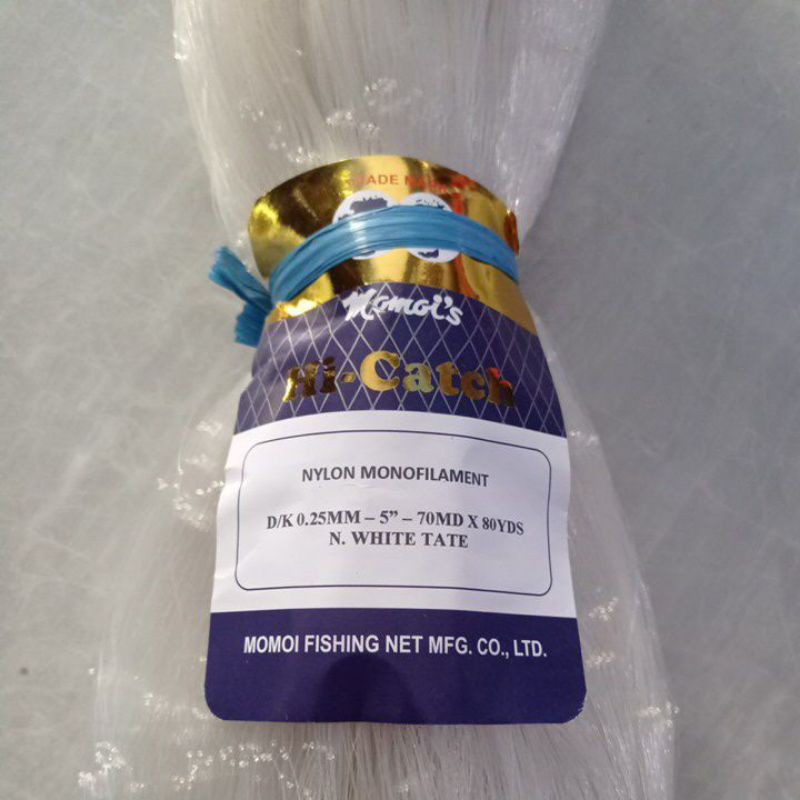 Momoi's
Hi-Catch
NYLON MONOFILAMENT
D/K 0.25MM – 5” – 70MD X 80YDS
N. WHITE TATE
MOMOI FISHING NET MFG. CO., LTD.